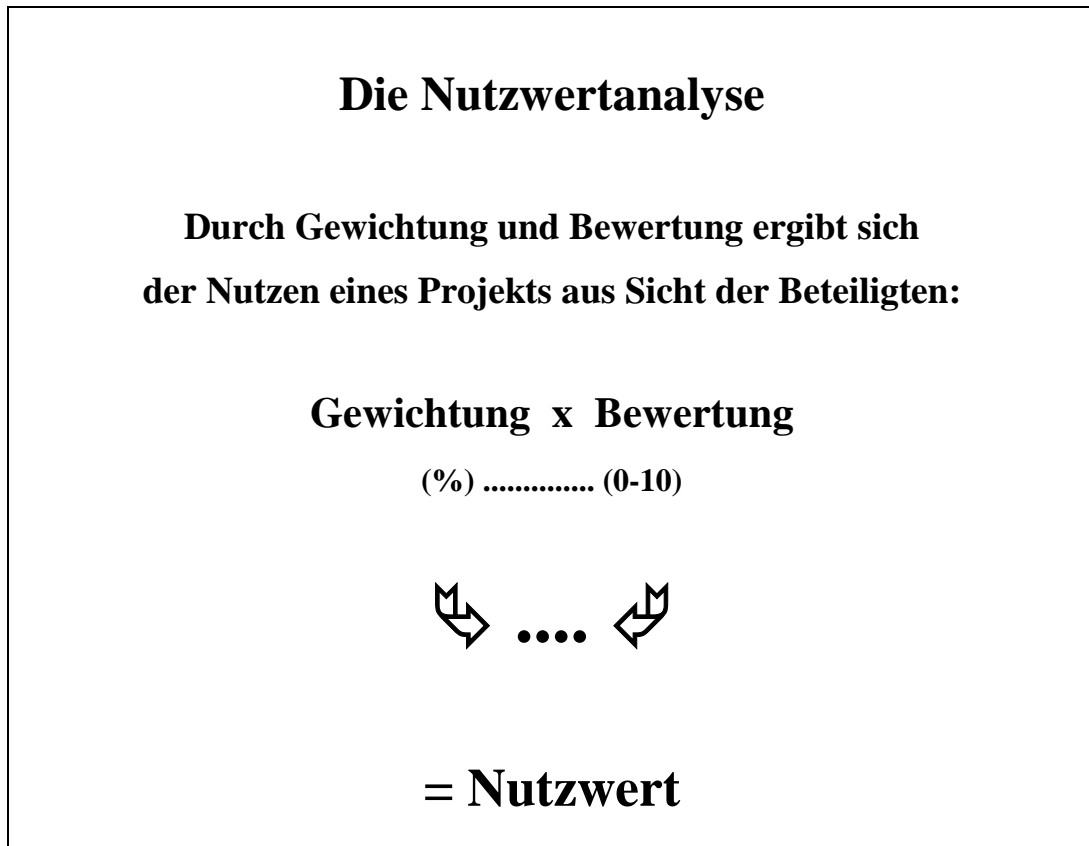 Die Nutzwertanalyse
Durch Gewichtung und Bewertung ergibt sich
der Nutzen eines Projekts aus Sicht der Beteiligten:
Gewichtung x Bewertung
(%) .............. (0-10)
....
= Nutzwert